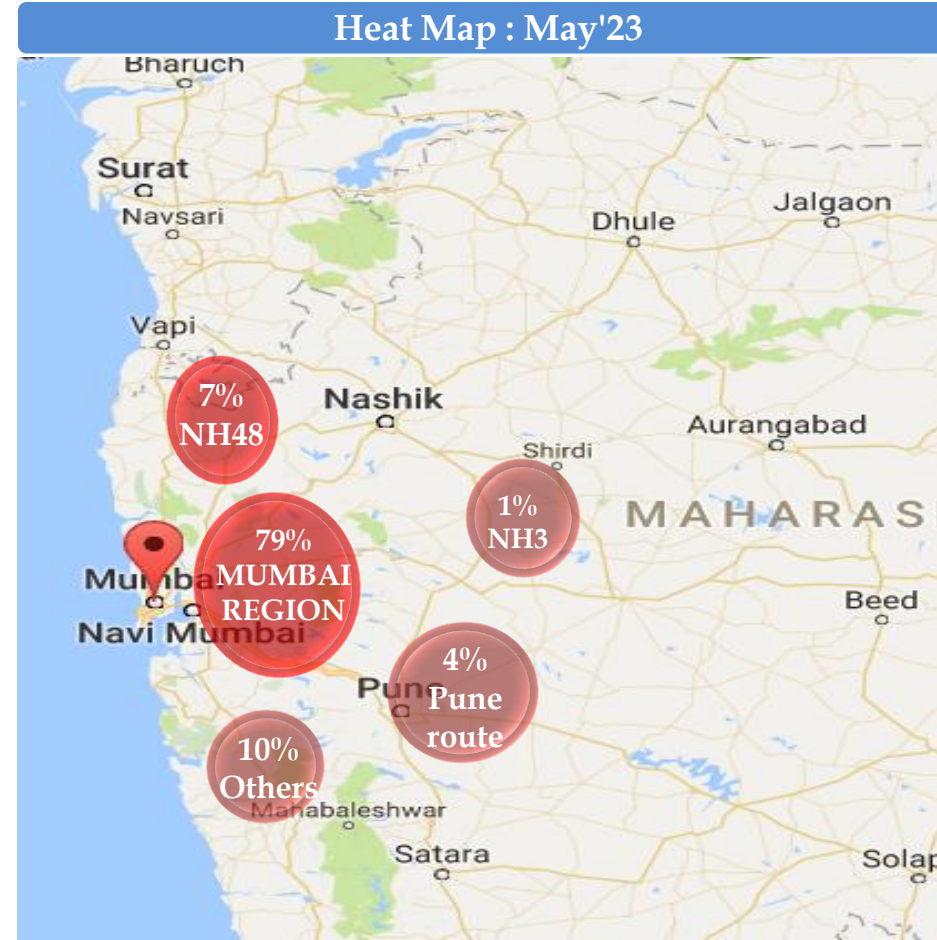 Heat Map : May'23
Bharuch
Surat
Navsari
Dhule
Jalgaon
Vapi
7%
NH48
Nashik
Aurangabad
Shirdi
1%
NH3
MAHARAS
79%
MUMBAI
REGION
Mumba
Navi Mumbai
Beed
4%
Pune
route
Pune
10%
Others
Mahabaleshwar
Satara
Solap